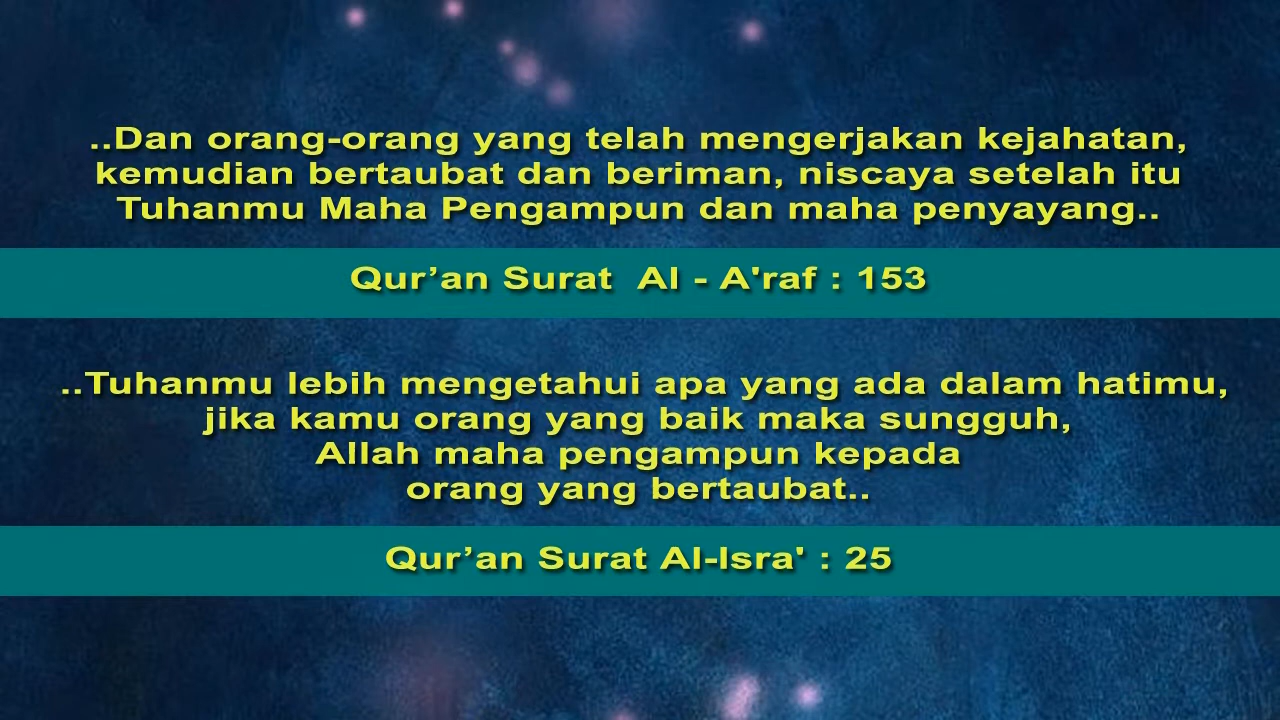 ..Dan orang-orang yang telah mengerjakan kejahatan,
kemudian bertaubat dan beriman, niscaya setelah itu
Tuhanmu Maha Pengampun dan maha penyayang..
Qur’an Surat  Al - A'raf : 153
..Tuhanmu lebih mengetahui apa yang ada dalam hatimu,
jika kamu orang yang baik maka sungguh,
Allah maha pengampun kepada
orang yang bertaubat..
Qur’an Surat Al-Isra' : 25